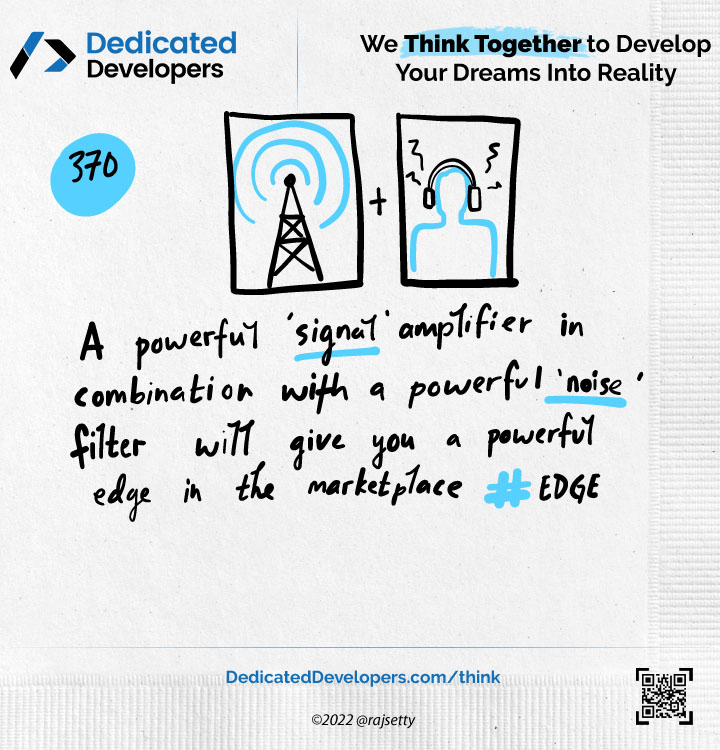 Dedicated
Developers
We Think Together to Develop
Your Dreams Into Reality
370
+
A powerful 'signal' amplifier in
combination with a powerful 'noise'
filter will give you a powerful
edge in the marketplace #EDGE
DedicatedDevelopers.com/think
©2022 @rajsetty